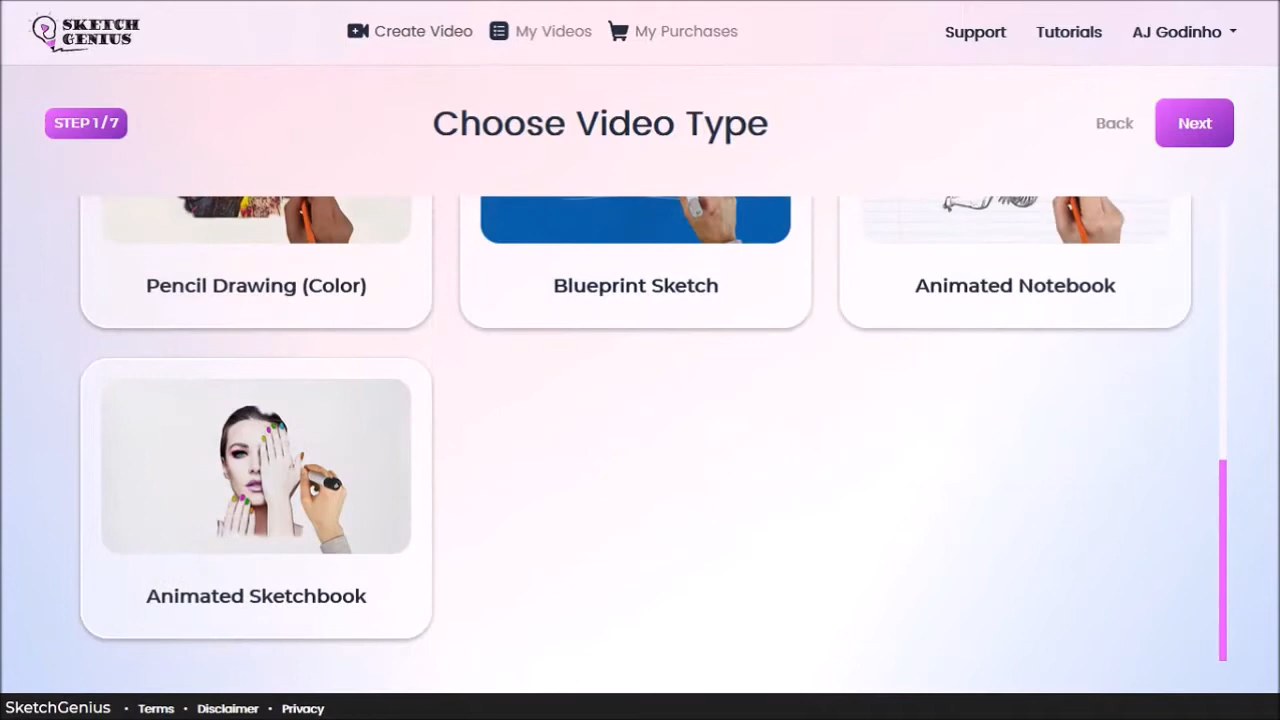 SKETCH
GENIUS
Create Video
My Videos
My Purchases
Support
Tutorials
AJ Godinho
STEP 1 / 7
Choose Video Type
Back
Next
Pencil Drawing (Color)
Blueprint Sketch
Animated Notebook
Animated Sketchbook
SketchGenius • Terms • Disclaimer • Privacy